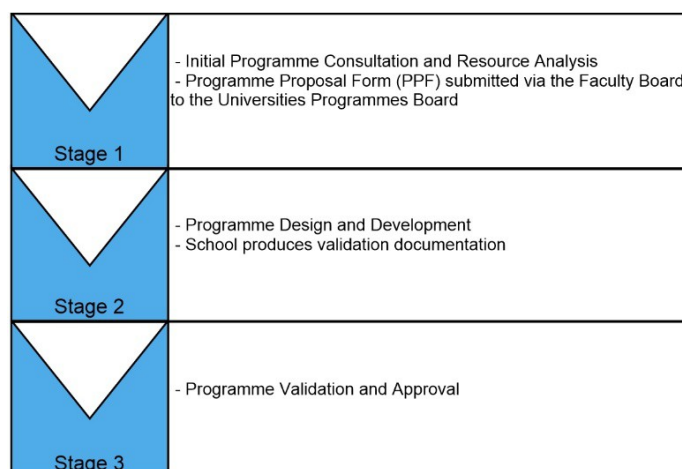 - Initial Programme Consultation and Resource Analysis
- Programme Proposal Form (PPF) submitted via the Faculty Board
to the Universities Programmes Board
Stage 1
- Programme Design and Development
- School produces validation documentation
Stage 2
- Programme Validation and Approval
Stage 3